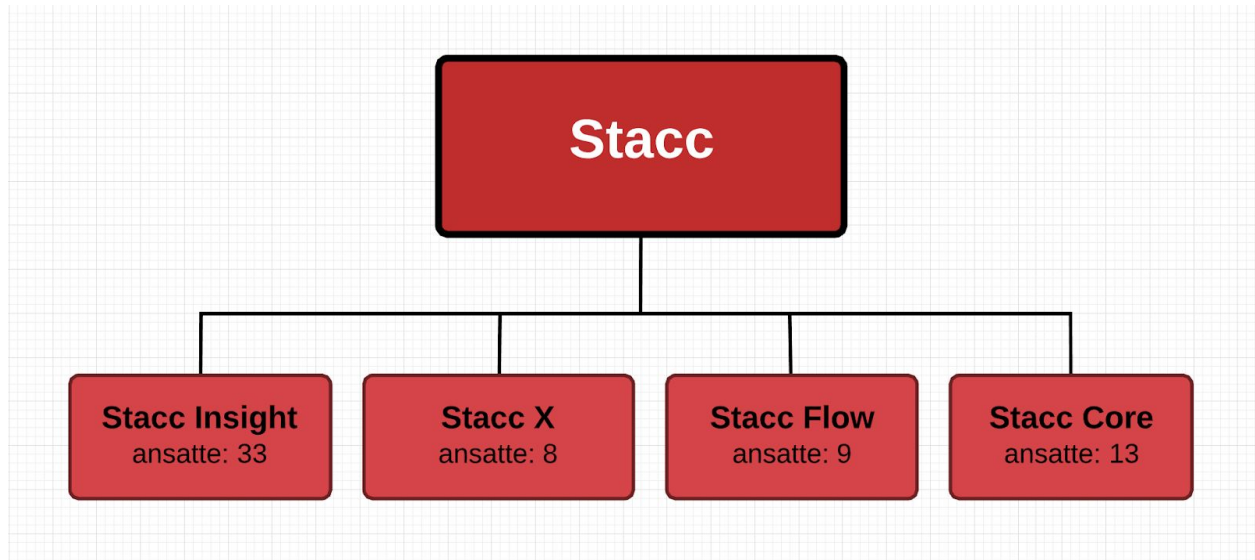 Stacc
Stacc Insight
ansatte: 33
Stacc X
ansatte: 8
Stacc Flow
ansatte: 9
Stacc Core
ansatte: 13